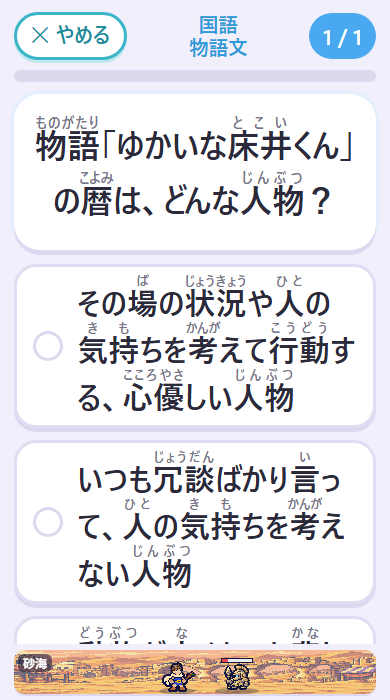 × やめる
国語
物語文
1 / 1
ものがたり とこい
物語「ゆかいな床井くん」
こよみ じんぶつ
の暦は、どんな人物？
ば じょうきょう ひと
その場の状況や人の
き も かんが こうどう
気持ちを考えて行動す
こころやさ じんぶつ
る、心優しい人物
じょうだん い
いつも冗談ばかり言っ
ひと き も かんが
て、人の気持ちを考え
じんぶつ
ない人物
どうぶつ な かな
砂海